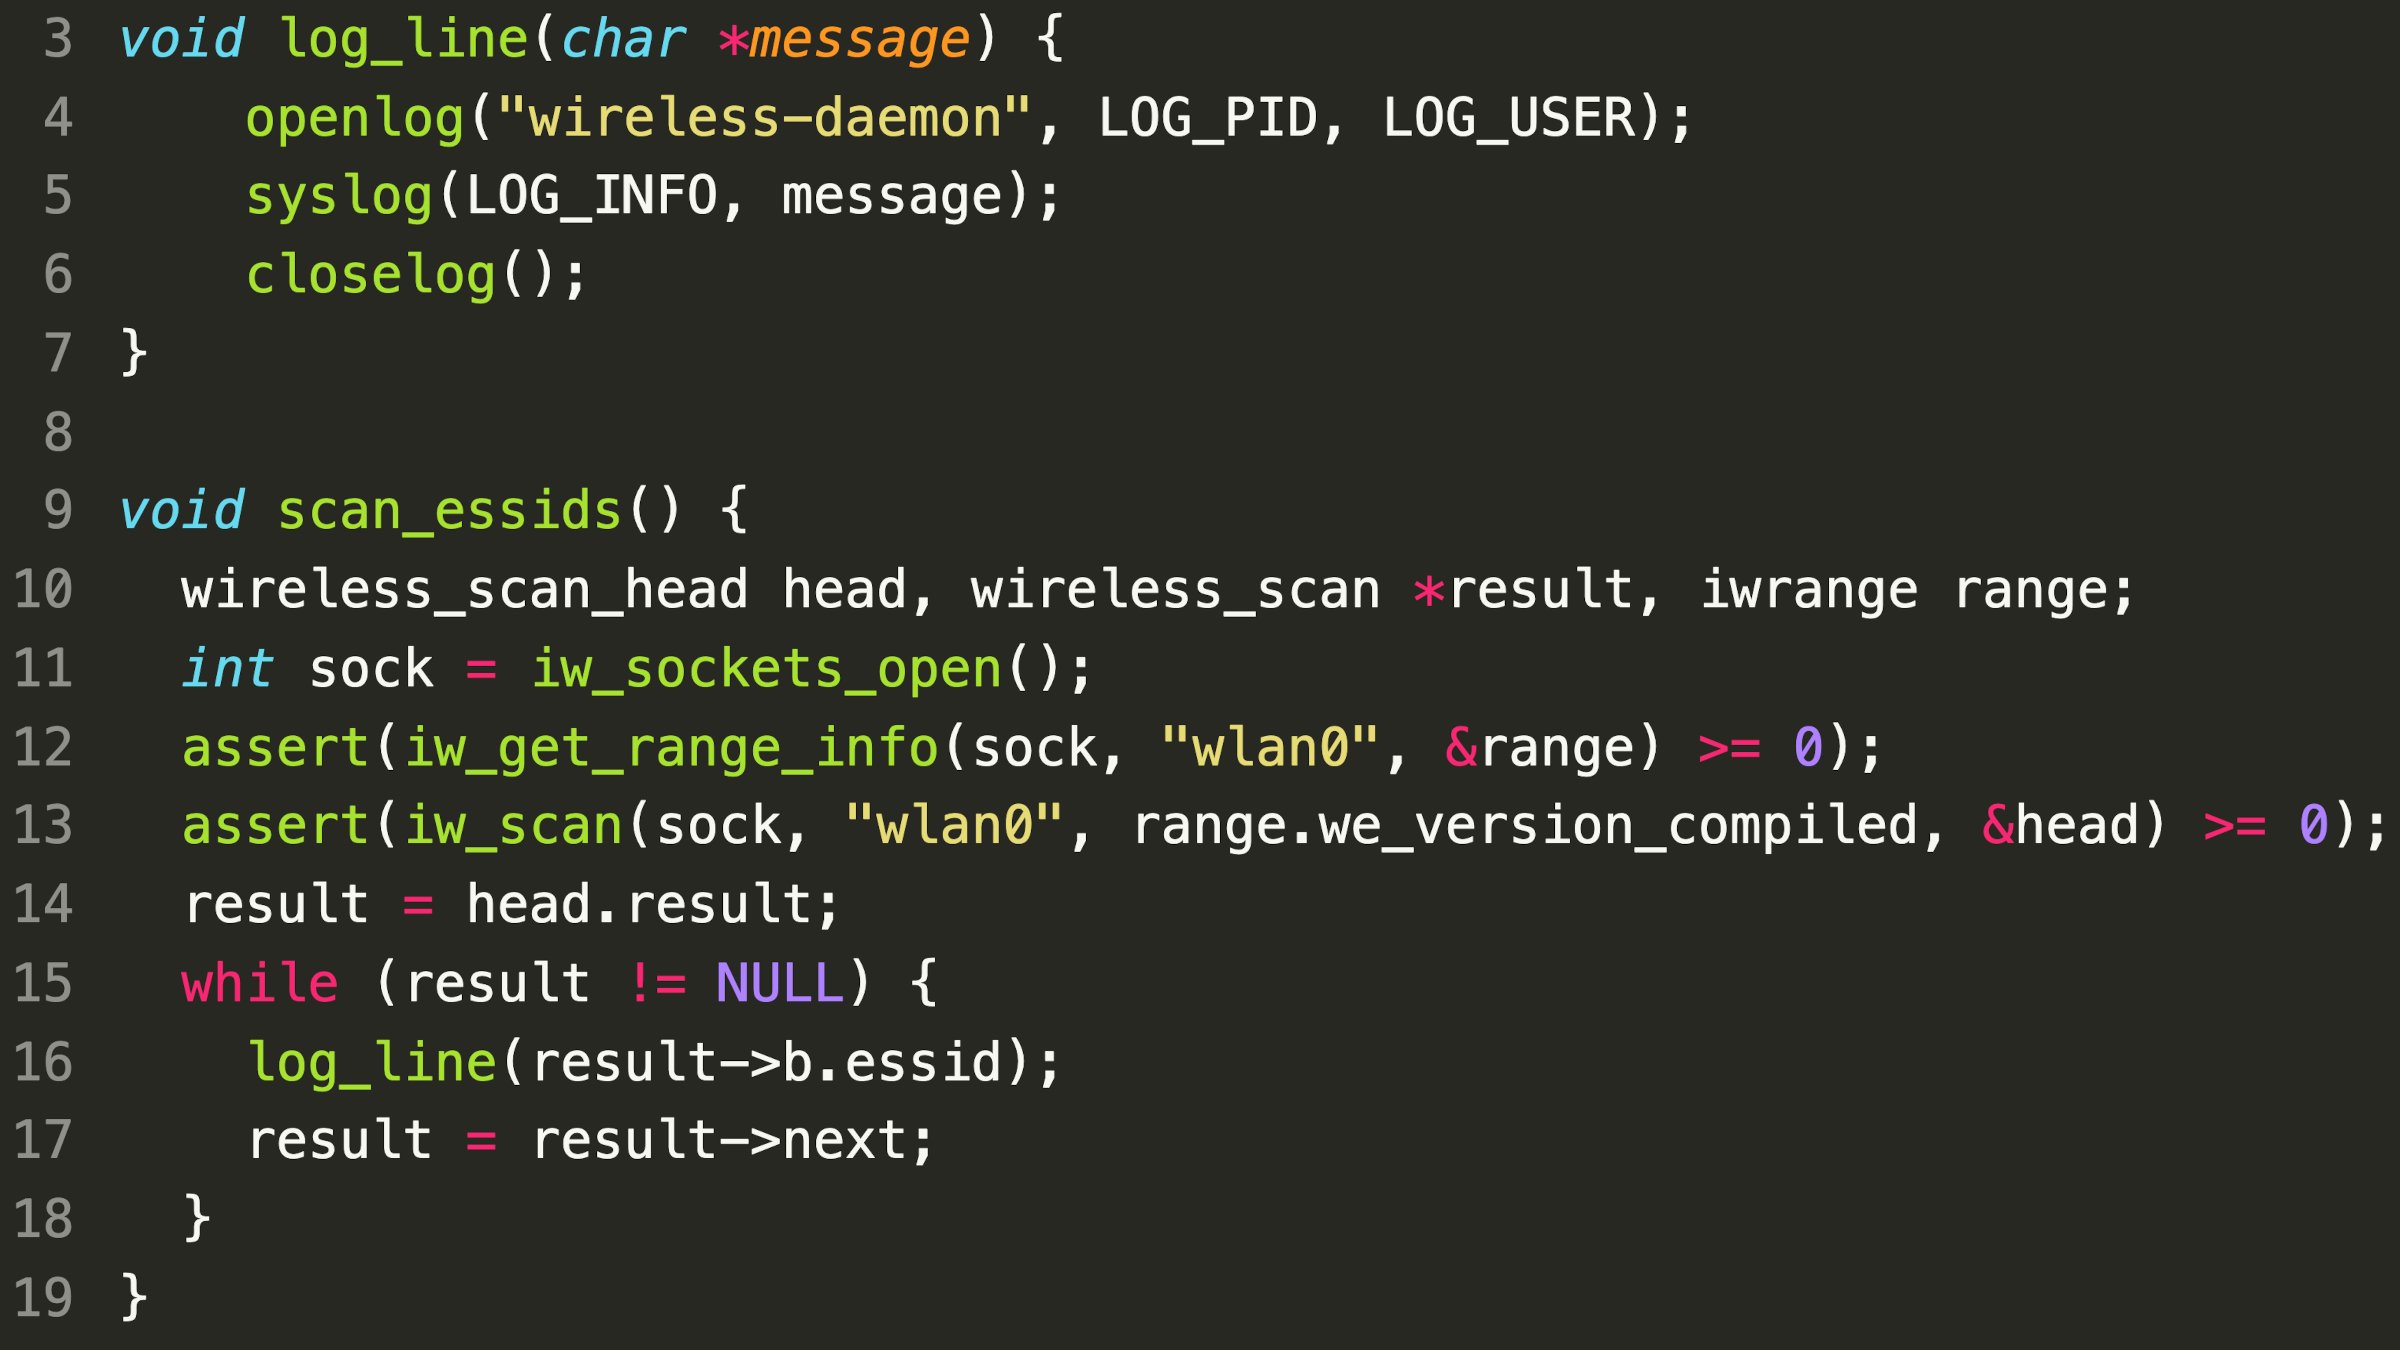 3 void log_line(char *message) {
4     openlog("wireless-daemon", LOG_PID, LOG_USER);
5     syslog(LOG_INFO, message);
6     closelog();
7 }
8
9 void scan_essids() {
10   wireless_scan_head head, wireless_scan *result, iwrange range;
11   int sock = iw_sockets_open();
12   assert(iw_get_range_info(sock, "wlan0", &range) >= 0);
13   assert(iw_scan(sock, "wlan0", range.we_version_compiled, &head) >= 0);
14   result = head.result;
15   while (result != NULL) {
16     log_line(result->b.essid);
17     result = result->next;
18   }
19 }